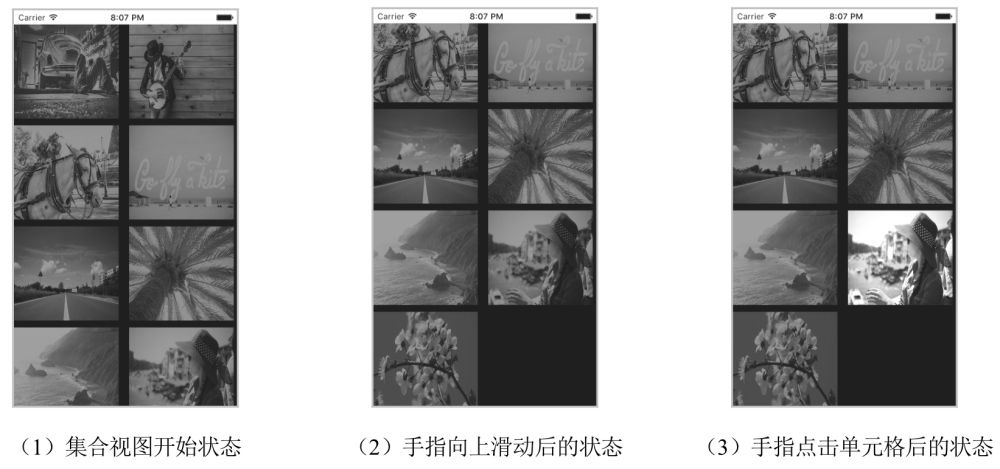 Carrier 8:07 PM
Carrier 8:07 PM
Carrier 8:07 PM
Go fly a kite.
Go fly a kite.
Go fly a kite.
（1）集合视图开始状态
（2）手指向上滑动后的状态
（3）手指点击单元格后的状态